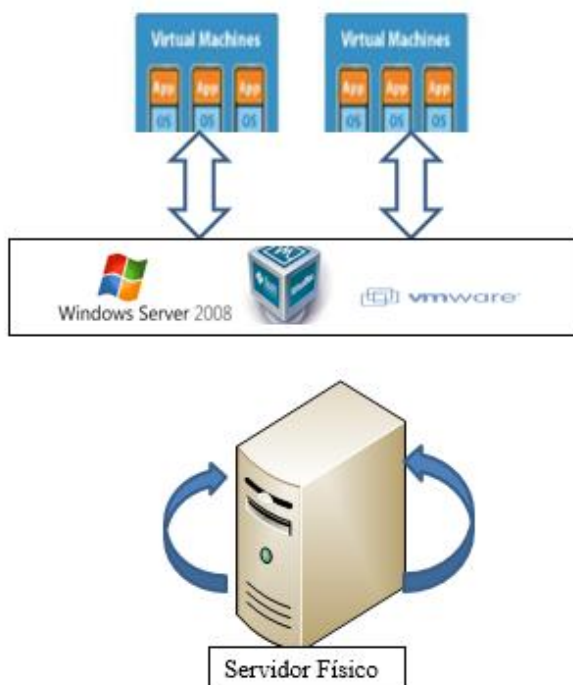 Virtual Machines
Virtual Machines
App App App
App App App
OS OS OS
OS OS OS
Windows Server 2008
Sun
vmware
Servidor Físico